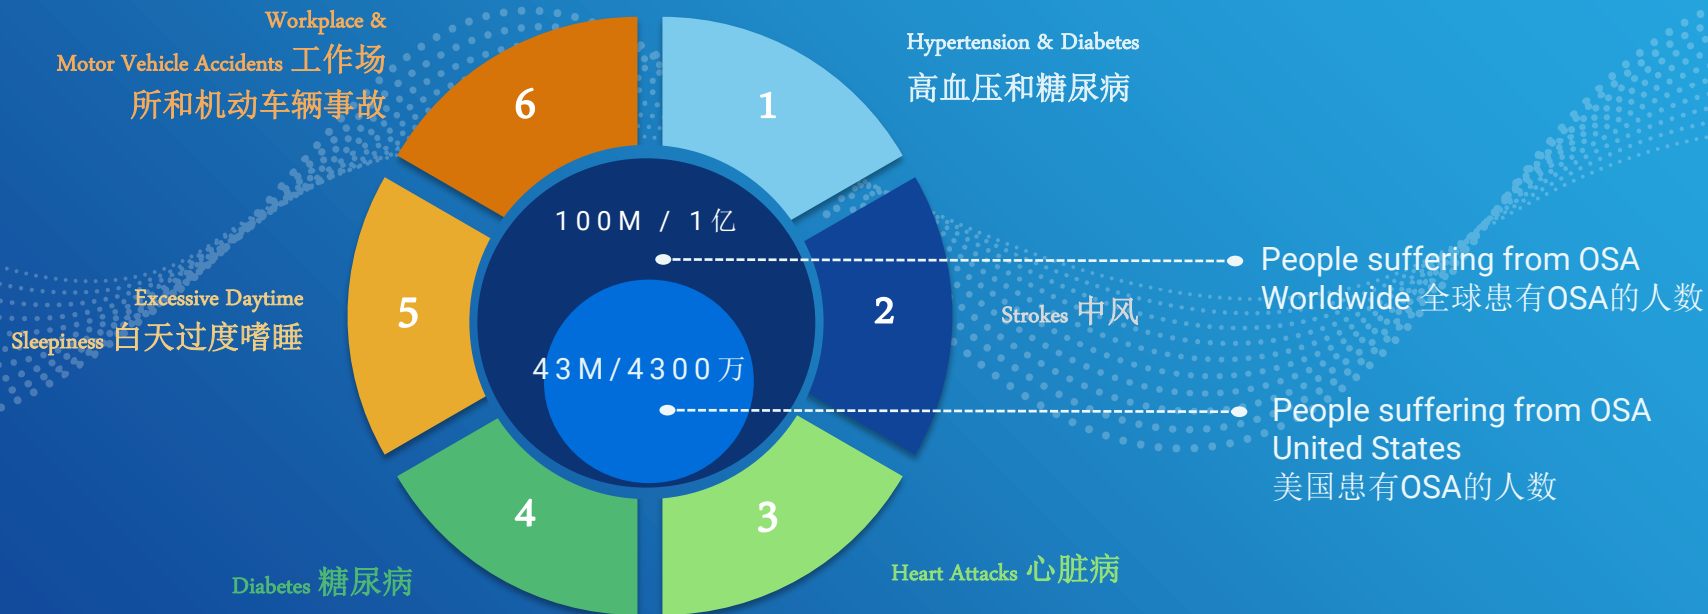 Workplace &
Motor Vehicle Accidents 工作场
所和机动车辆事故
6
1
Hypertension & Diabetes
高血压和糖尿病
100M / 1亿
People suffering from OSA
Worldwide 全球患有OSA的人数
Excessive Daytime
Sleepiness 白天过度嗜睡
5
2
Strokes 中风
43M/4300万
People suffering from OSA
United States
美国患有OSA的人数
4
3
Diabetes 糖尿病
Heart Attacks 心脏病